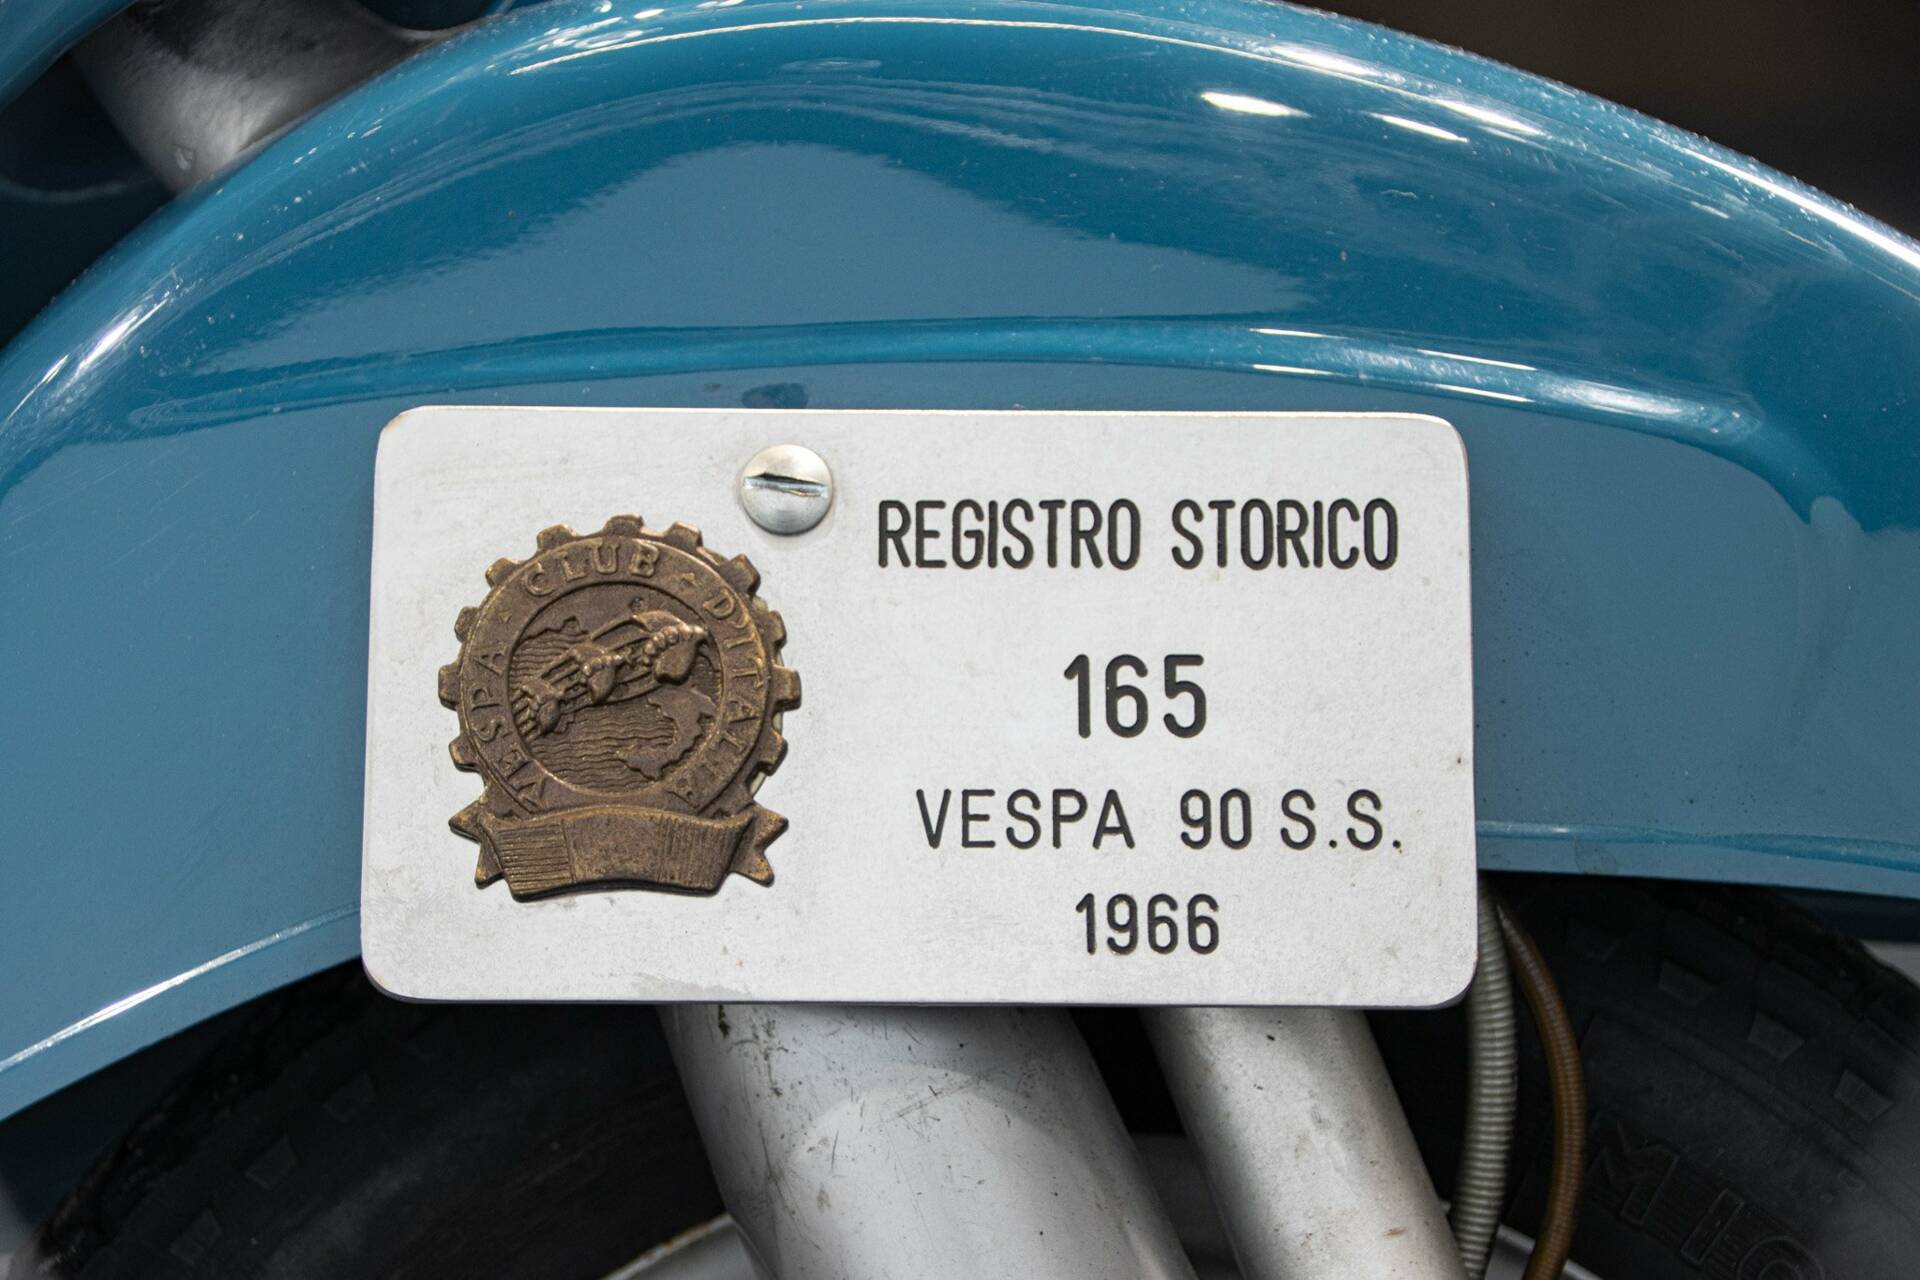 VESPA · CLUB · D'ITALIA
REGISTRO STORICO
165
VESPA 90 S.S.
1966